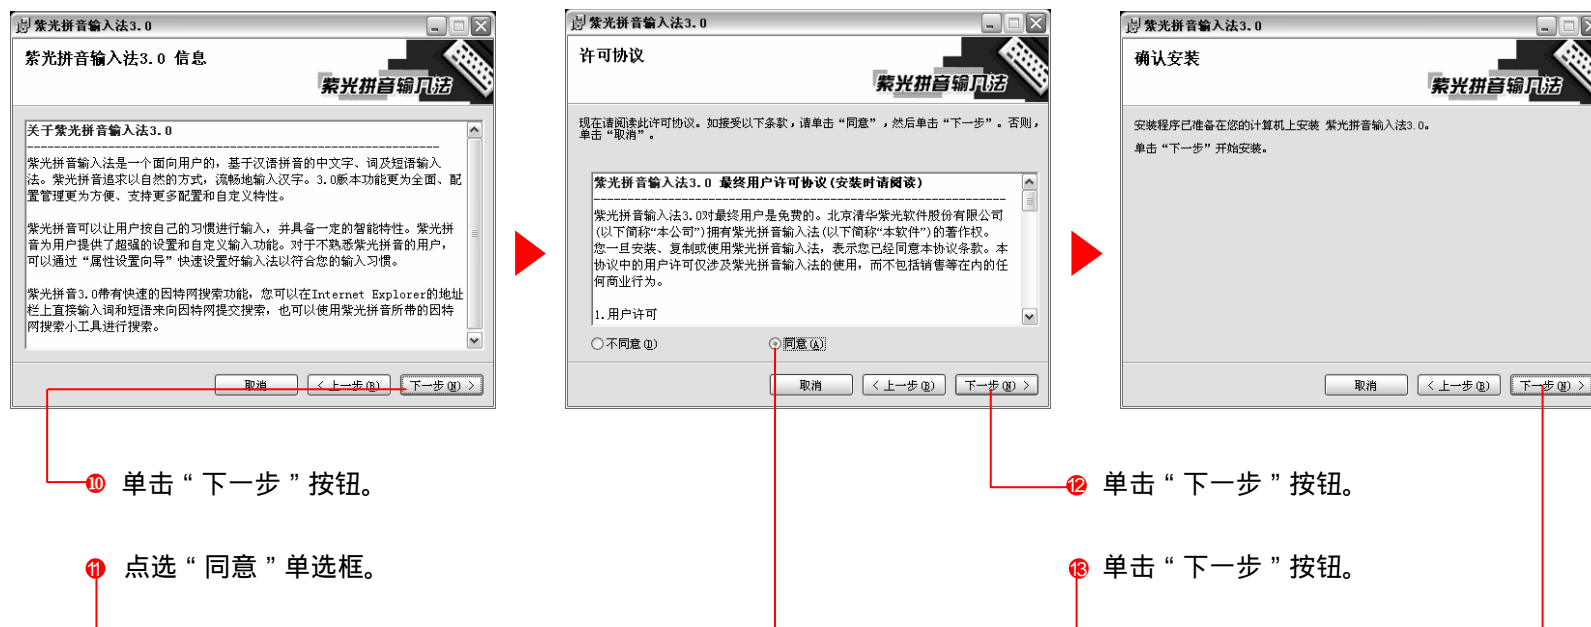 紫光拼音输入法3.0
紫光拼音输入法3.0 信息
紫光拼音输入法
关于紫光拼音输入法3.0
------------------------------------------------------------
紫光拼音输入法是一个面向用户的，基于汉语拼音的中文字、词及短语输入
法。紫光拼音追求以自然的方式，流畅地输入汉字。3.0版本功能更为全面、配
置管理更为方便、支持更多配置和自定义特性。
紫光拼音可以让用户按自己的习惯进行输入，并具备一定的智能特性。紫光拼
音为用户提供了超强的设置和自定义输入功能。对于不熟悉紫光拼音的用户，
可以通过“属性设置向导”快速设置好输入法以符合您的输入习惯。
紫光拼音3.0带有快速的因特网搜索功能，您可以在Internet Explorer的地址
栏上直接输入词和短语来向因特网提交搜索，也可以使用紫光拼音所带的因特
网搜索小工具进行搜索。
取消
< 上一步(B)
下一步(N) >
紫光拼音输入法3.0
许可协议
紫光拼音输入法
现在请阅读此许可协议。如接受以下条款，请单击“同意”，然后单击“下一步”。否则，
单击“取消”。
紫光拼音输入法3.0 最终用户许可协议(安装时请阅读)
------------------------------------------------------------
紫光拼音输入法3.0对最终用户是免费的。北京清华紫光软件股份有限公司
(以下简称“本公司”)拥有紫光拼音输入法(以下简称“本软件”)的著作权。
您一旦安装、复制或使用紫光拼音输入法，表示您已经同意本协议条款。本
协议中的用户许可仅涉及紫光拼音输入法的使用，而不包括销售等在内的任
何商业行为。
1.用户许可
不同意(D)
同意(A)
取消
< 上一步(B)
下一步(N) >
紫光拼音输入法3.0
确认安装
紫光拼音输入法
安装程序已准备在您的计算机上安装 紫光拼音输入法3.0。
单击“下一步”开始安装。
取消
< 上一步(B)
下一步(N) >
⑩ 单击“下一步”按钮。
⑫ 单击“下一步”按钮。
⑪ 点选“同意”单选框。
⑬ 单击“下一步”按钮。